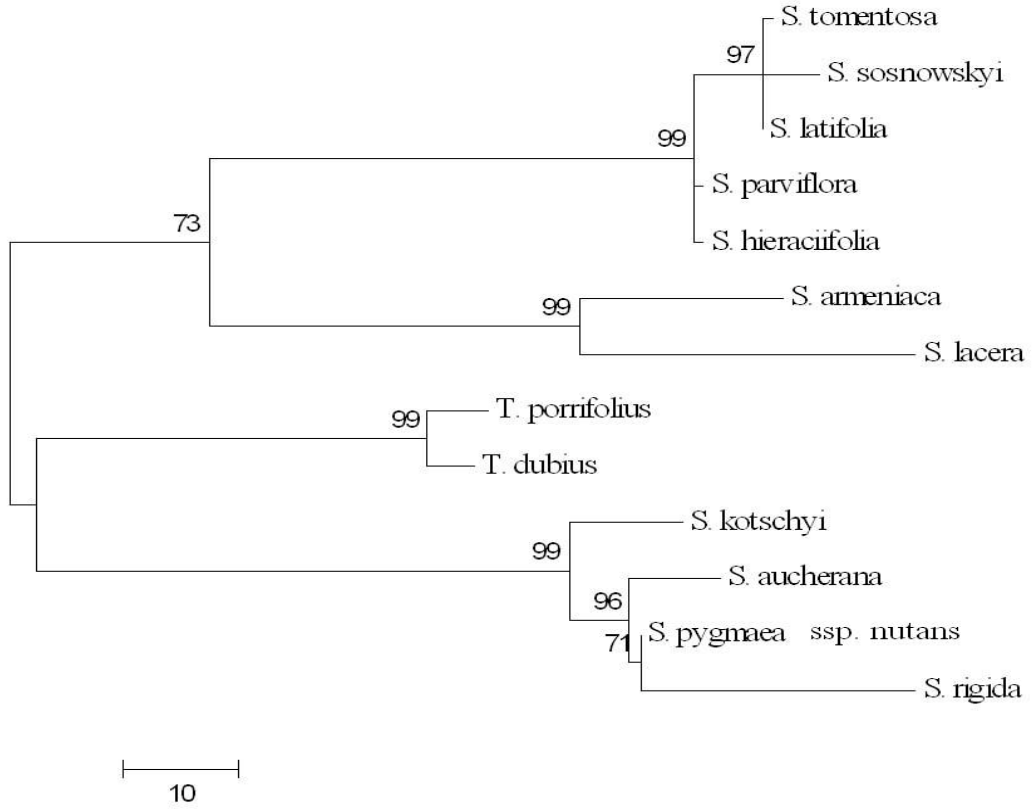 S. tomentosa
97
S. sosnowskyi
S. latifolia
99
S. parviflora
73
S. hieraciifolia
S. armeniaca
99
S. lacera
99
T. porrifolius
T. dubius
S. kotschyi
99
S. aucherana
96
71
S. pygmaea ssp. nutans
S. rigida
10